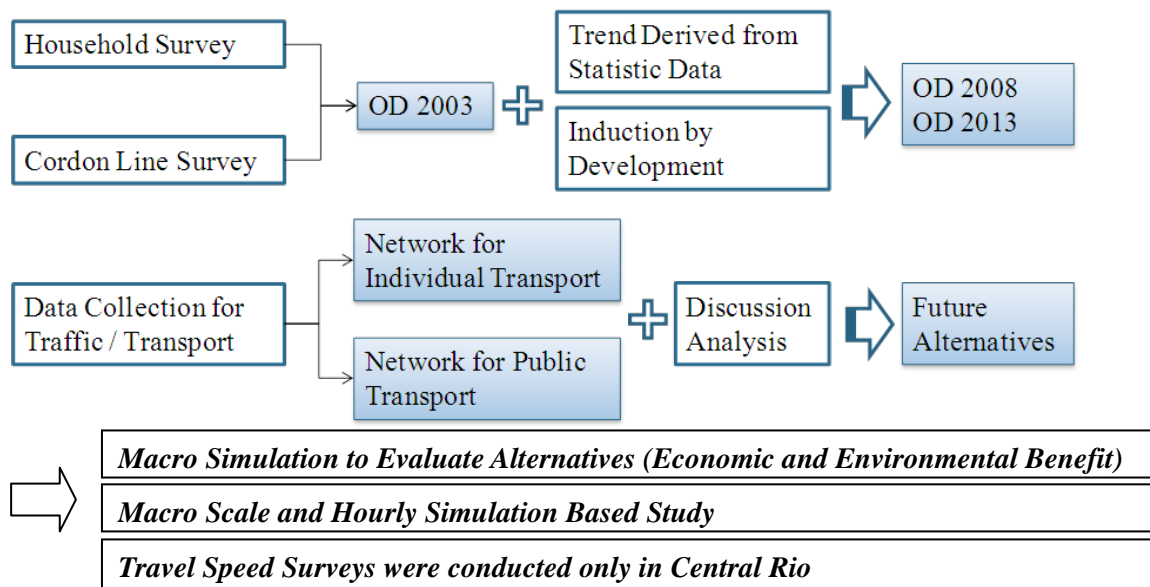 Household Survey
Cordon Line Survey
OD 2003
Trend Derived from
Statistic Data
Induction by
Development
OD 2008
OD 2013
Data Collection for
Traffic / Transport
Network for
Individual Transport
Network for Public
Transport
Discussion
Analysis
Future
Alternatives
Macro Simulation to Evaluate Alternatives (Economic and Environmental Benefit)
Macro Scale and Hourly Simulation Based Study
Travel Speed Surveys were conducted only in Central Rio